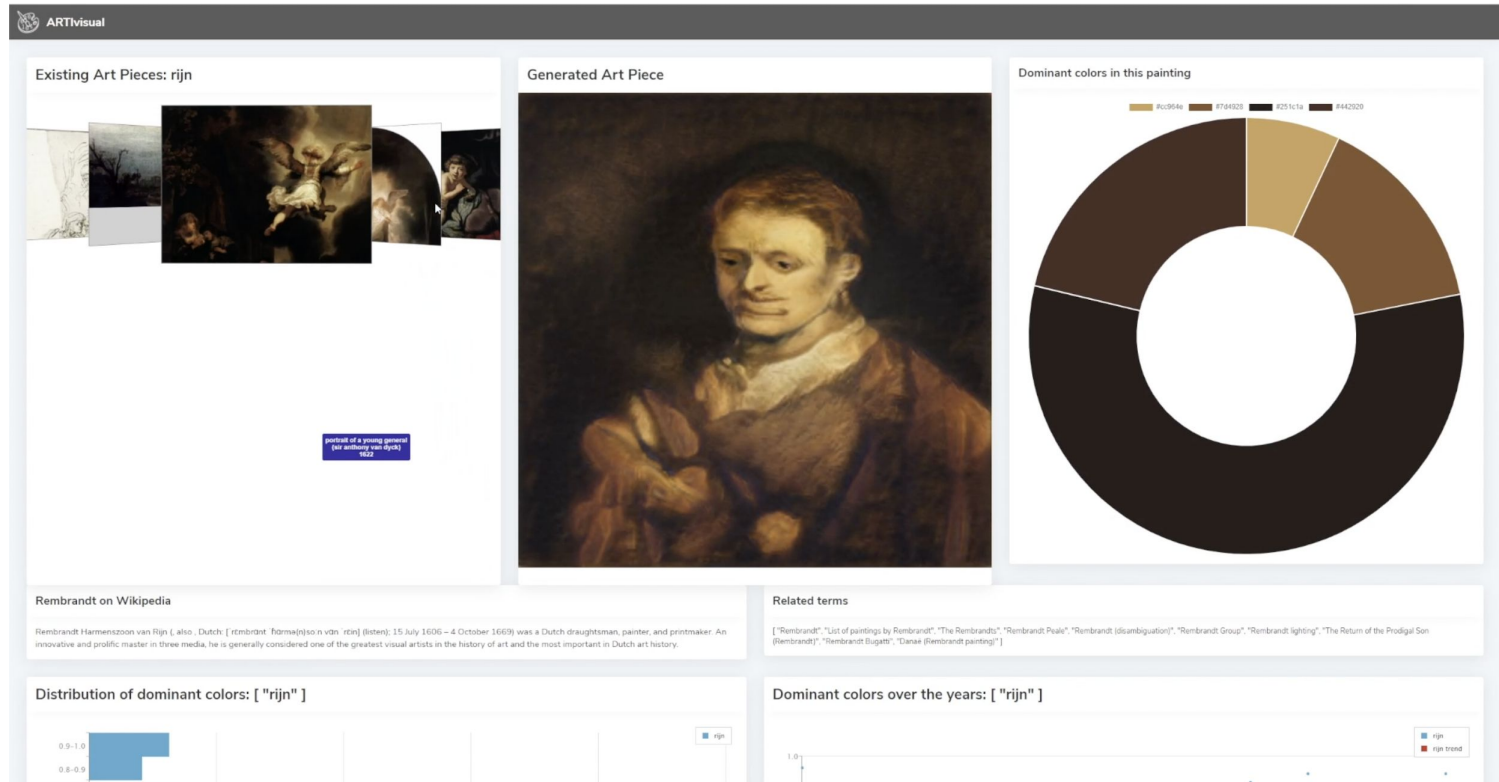 ARTIvisual
Existing Art Pieces: rijn
portrait of a young general
(sir anthony van dyck)
1622
Generated Art Piece
Dominant colors in this painting
#cc964e #7d4928 #251c1a #442920
Rembrandt on Wikipedia
Rembrandt Harmenszoon van Rijn (, also , Dutch: [ˈrɛmbrɑnt ˈɦɑrmə(n)soːn vɑn ˈrɛin] (listen); 15 July 1606 – 4 October 1669) was a Dutch draughtsman, painter, and printmaker. An
innovative and prolific master in three media, he is generally considered one of the greatest visual artists in the history of art and the most important in Dutch art history.
Related terms
[ "Rembrandt", "List of paintings by Rembrandt", "The Rembrandts", "Rembrandt Peale", "Rembrandt (disambiguation)", "Rembrandt Group", "Rembrandt lighting", "The Return of the Prodigal Son
(Rembrandt)", "Rembrandt Bugatti", "Danaë (Rembrandt painting)" ]
Distribution of dominant colors: [ "rijn" ]
rijn
0.9-1.0
0.8-0.9
Dominant colors over the years: [ "rijn" ]
rijn
rijn trend
1.0